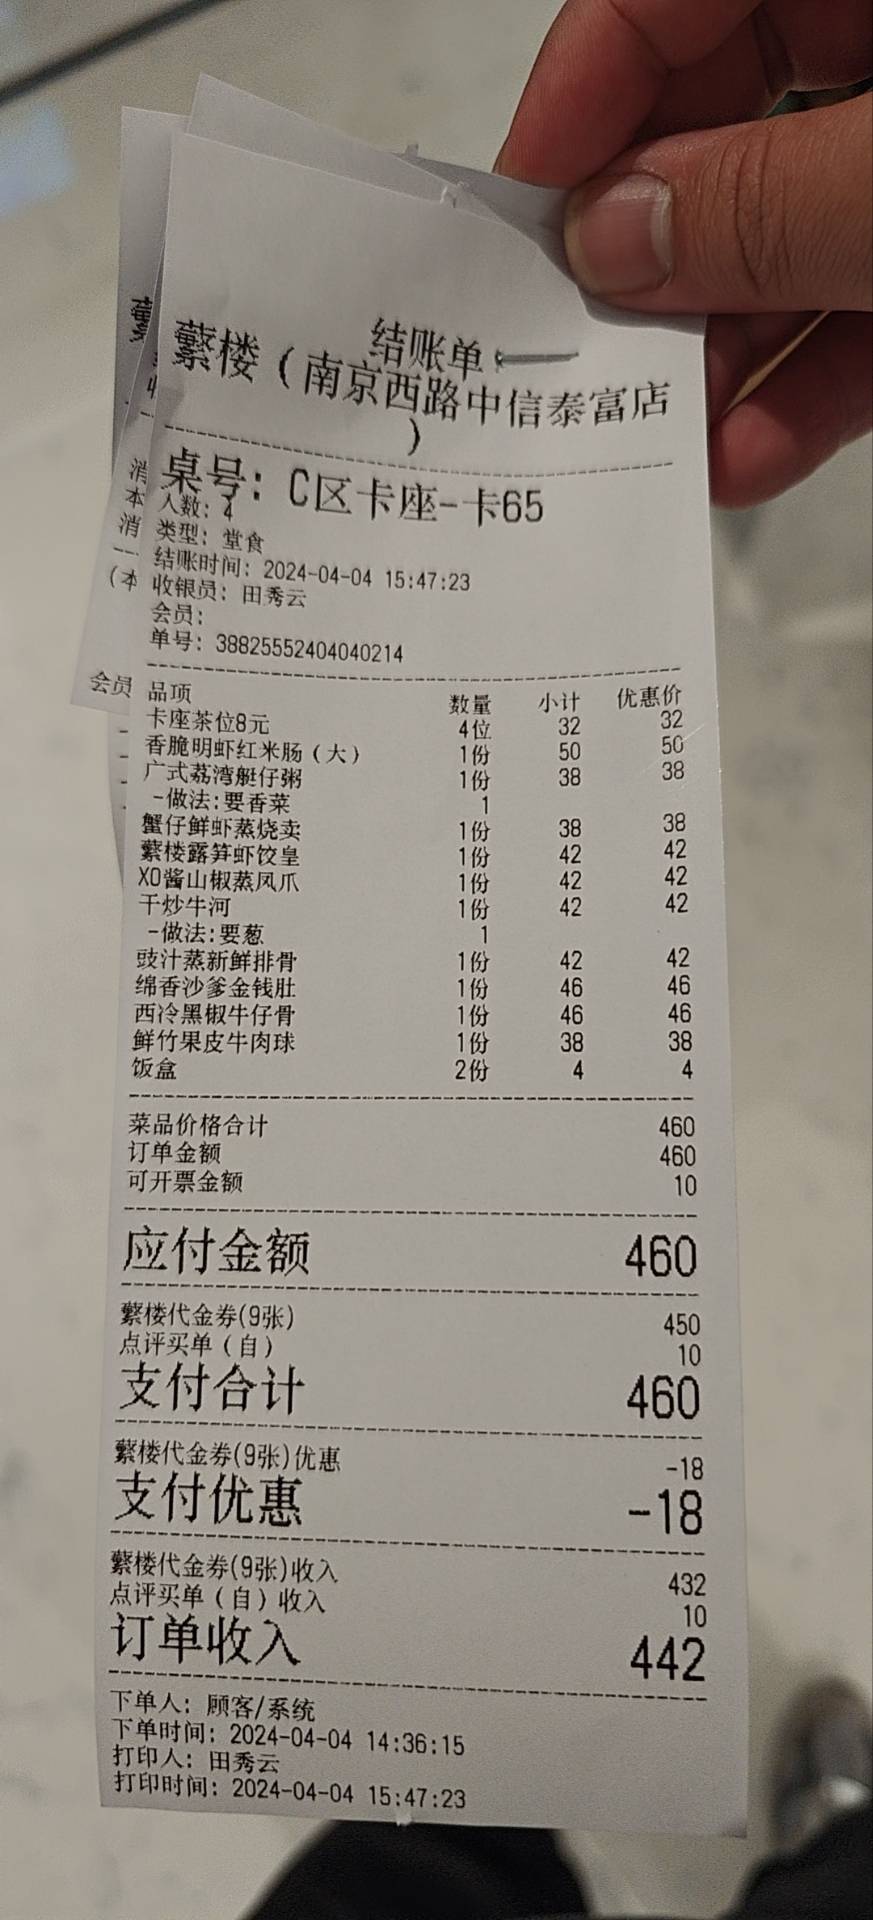 结账单
蘩楼（南京西路中信泰富店
）
桌号: C区卡座-卡65
人数: 4
类型: 堂食
结账时间: 2024-04-04 15:47:23
收银员: 田秀云
会员:
单号: 38825552404040214
品项 数量 小计 优惠价
卡座茶位8元 4位 32 32
香脆明虾红米肠（大） 1份 50 50
广式荔湾艇仔粥 1份 38 38
-做法:要香菜 1
蟹仔鲜虾蒸烧卖 1份 38 38
蘩楼露笋虾饺皇 1份 42 42
XO酱山椒蒸凤爪 1份 42 42
干炒牛河 1份 42 42
-做法:要葱 1
豉汁蒸新鲜排骨 1份 42 42
绵香沙爹金钱肚 1份 46 46
西冷黑椒牛仔骨 1份 46 46
鲜竹果皮牛肉球 1份 38 38
饭盒 2份 4 4
菜品价格合计 460
订单金额 460
可开票金额 10
应付金额 460
蘩楼代金券(9张) 450
点评买单（自） 10
支付合计 460
蘩楼代金券(9张)优惠 -18
支付优惠 -18
蘩楼代金券(9张)收入 432
点评买单（自）收入 10
订单收入 442
下单人: 顾客/系统
下单时间: 2024-04-04 14:36:15
打印人: 田秀云
打印时间: 2024-04-04 15:47:23
消
本
消
(本
会员